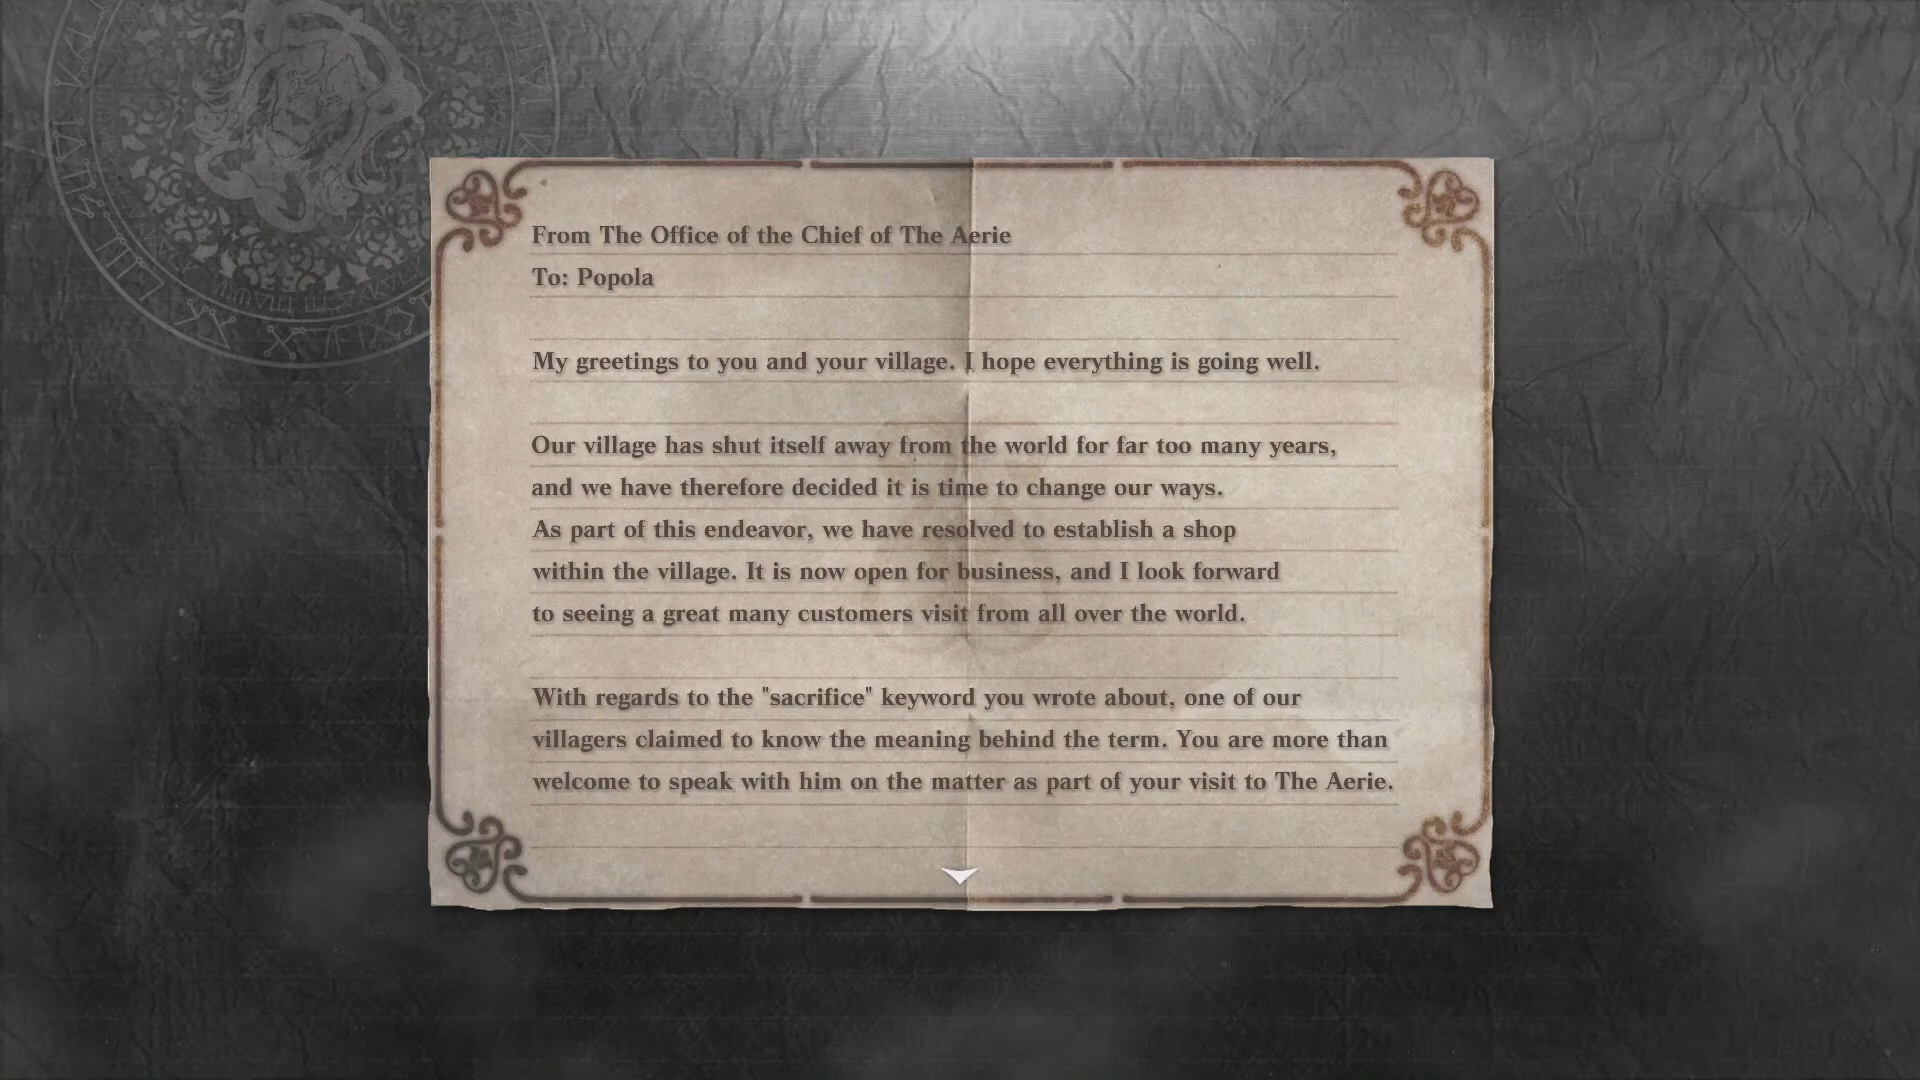 From The Office of the Chief of The Aerie
To: Popola
My greetings to you and your village. I hope everything is going well.
Our village has shut itself away from the world for far too many years,
and we have therefore decided it is time to change our ways.
As part of this endeavor, we have resolved to establish a shop
within the village. It is now open for business, and I look forward
to seeing a great many customers visit from all over the world.
With regards to the "sacrifice" keyword you wrote about, one of our
villagers claimed to know the meaning behind the term. You are more than
welcome to speak with him on the matter as part of your visit to The Aerie.